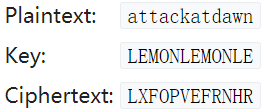 Plaintext: attackatdawn
Key: LEMONLEMONLE
Ciphertext: LXFOPVEFRNHR